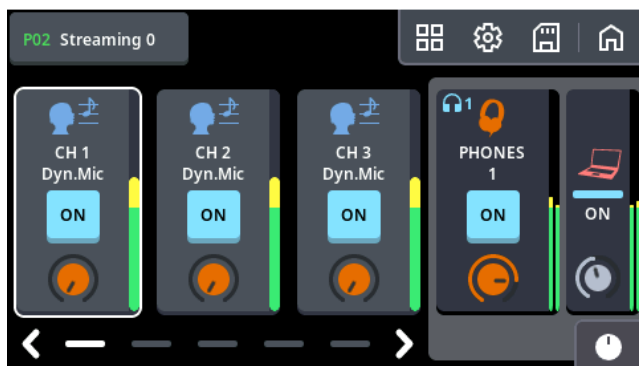 P02 Streaming 0
CH 1
Dyn.Mic
ON
CH 2
Dyn.Mic
ON
CH 3
Dyn.Mic
ON
1
PHONES
1
ON
ON